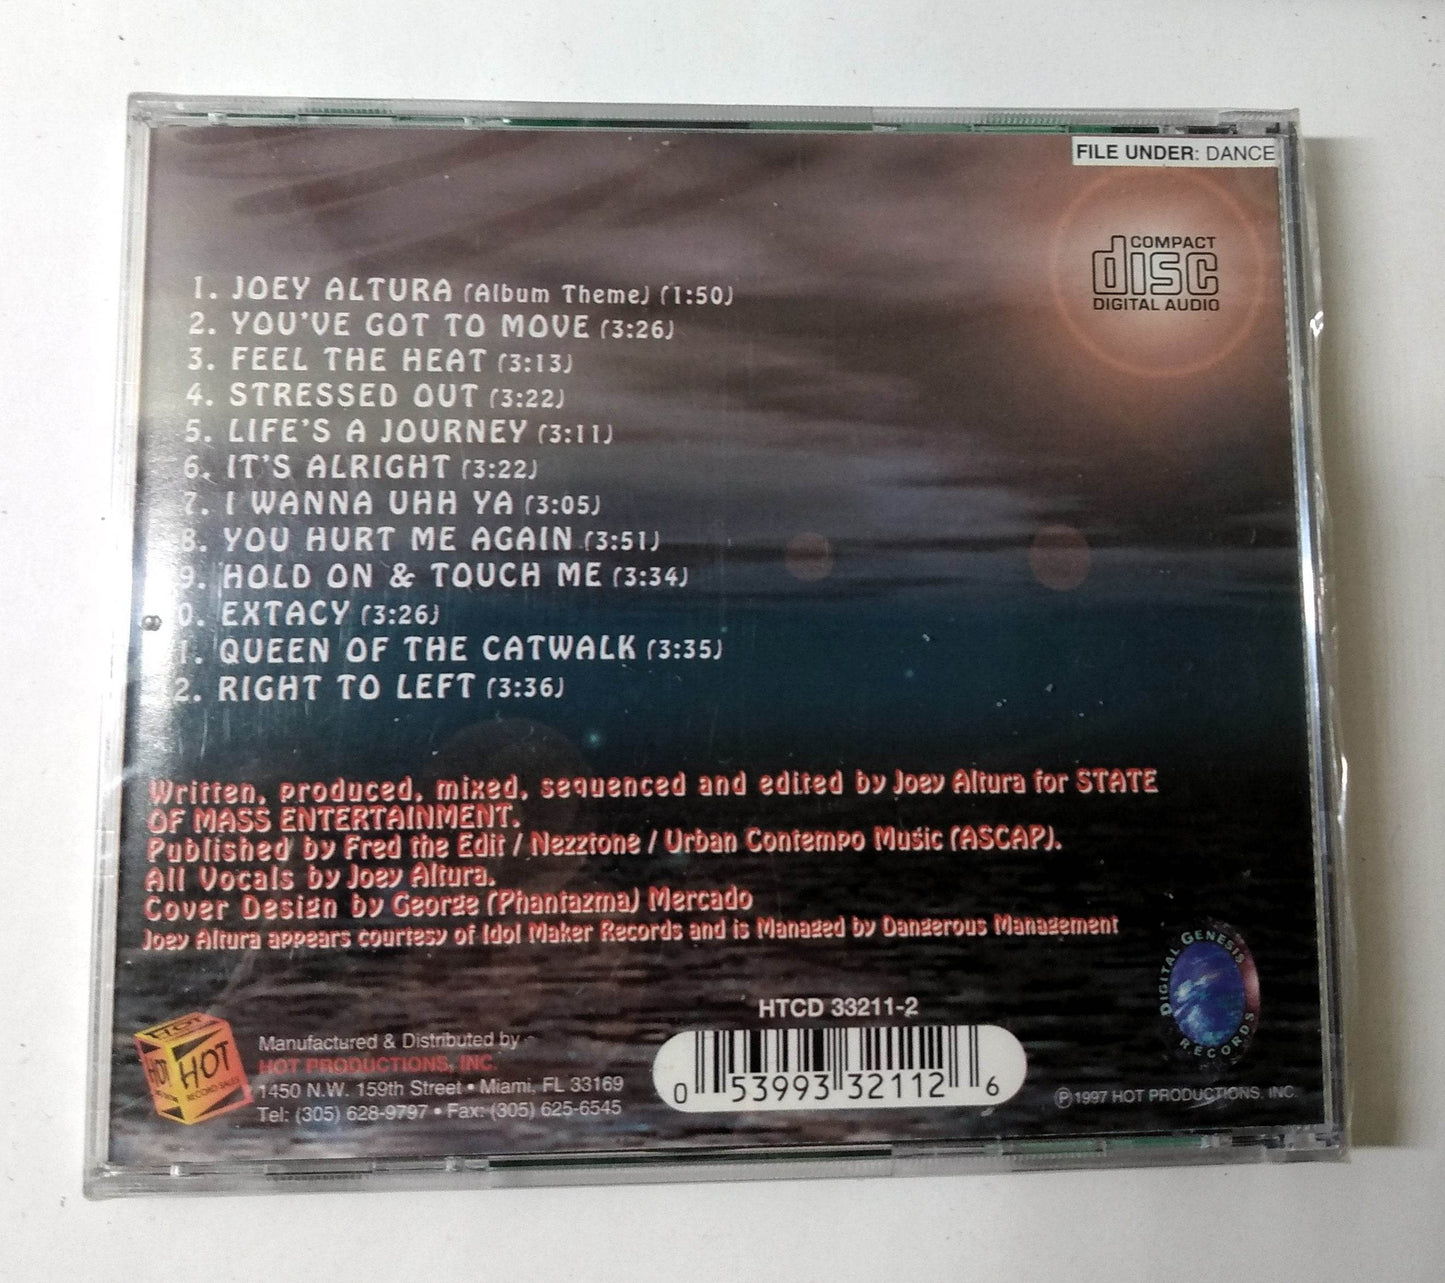 FILE UNDER: DANCE
COMPACT
disc
DIGITAL AUDIO
1. JOEY ALTURA (Album Theme) (1:50)
2. YOU'VE GOT TO MOVE (3:26)
3. FEEL THE HEAT (3:13)
4. STRESSED OUT (3:22)
5. LIFE'S A JOURNEY (3:11)
6. IT'S ALRIGHT (3:22)
7. I WANNA UHH YA (3:05)
8. YOU HURT ME AGAIN (3:51)
9. HOLD ON & TOUCH ME (3:34)
0. EXTACY (3:26)
1. QUEEN OF THE CATWALK (3:35)
2. RIGHT TO LEFT (3:36)
Written, produced, mixed, sequenced and edited by Joey Altura for STATE
OF MASS ENTERTAINMENT.
Published by Fred the Edit / Nezztone / Urban Contempo Music (ASCAP).
All Vocals by Joey Altura.
Cover Design by George (Phantazma) Mercado
Joey Altura appears courtesy of Idol Maker Records and is Managed by Dangerous Management
DIGITAL GENESIS
RECORDS
HOT
HOT
HOT
RECORD SALES
Manufactured & Distributed by
HOT PRODUCTIONS, INC.
1450 N.W. 159th Street • Miami, FL 33169
Tel: (305) 628-9797 • Fax: (305) 625-6545
HTCD 33211-2
0 53993 32112 6
℗1997 HOT PRODUCTIONS, INC.